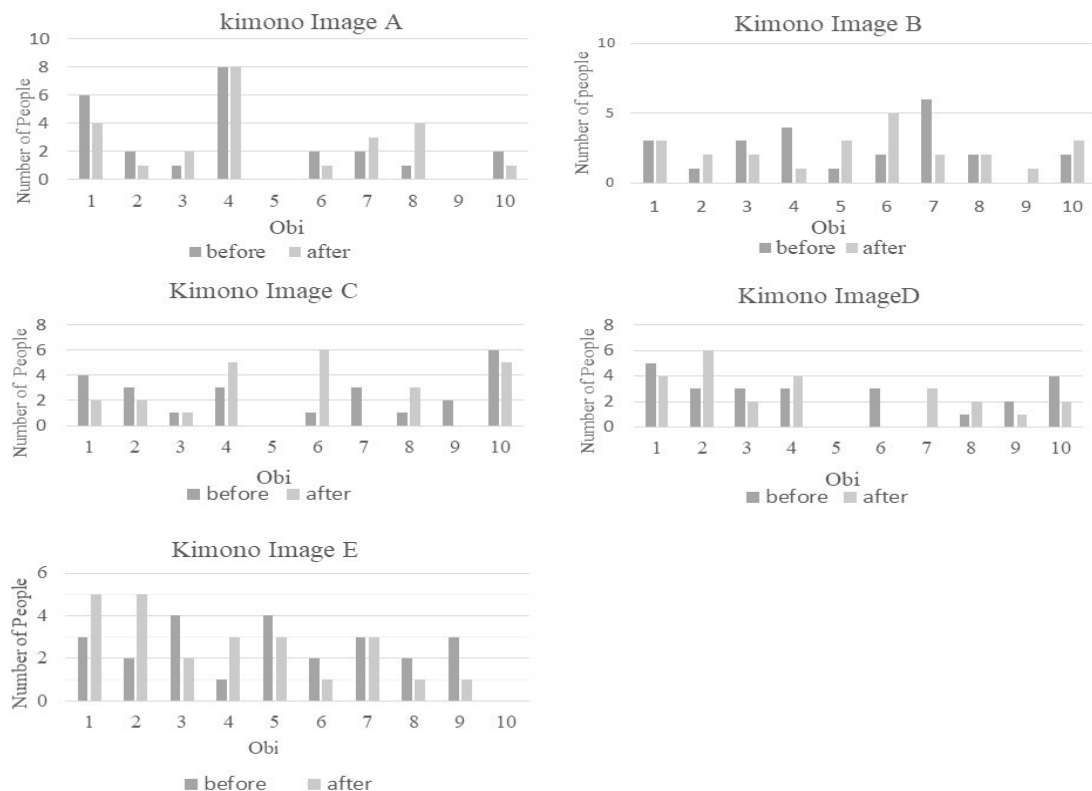 kimono Image A
10
8
6
4
2
0
Number of People
1 2 3 4 5 6 7 8 9 10
Obi
before after
Kimono Image B
10
5
0
Number of people
1 2 3 4 5 6 7 8 9 10
Obi
before after
Kimono Image C
8
6
4
2
0
Number of People
1 2 3 4 5 6 7 8 9 10
Obi
before after
Kimono ImageD
8
6
4
2
0
Number of People
1 2 3 4 5 6 7 8 9 10
Obi
before after
Kimono Image E
6
4
2
0
Number of People
1 2 3 4 5 6 7 8 9 10
Obi
before after